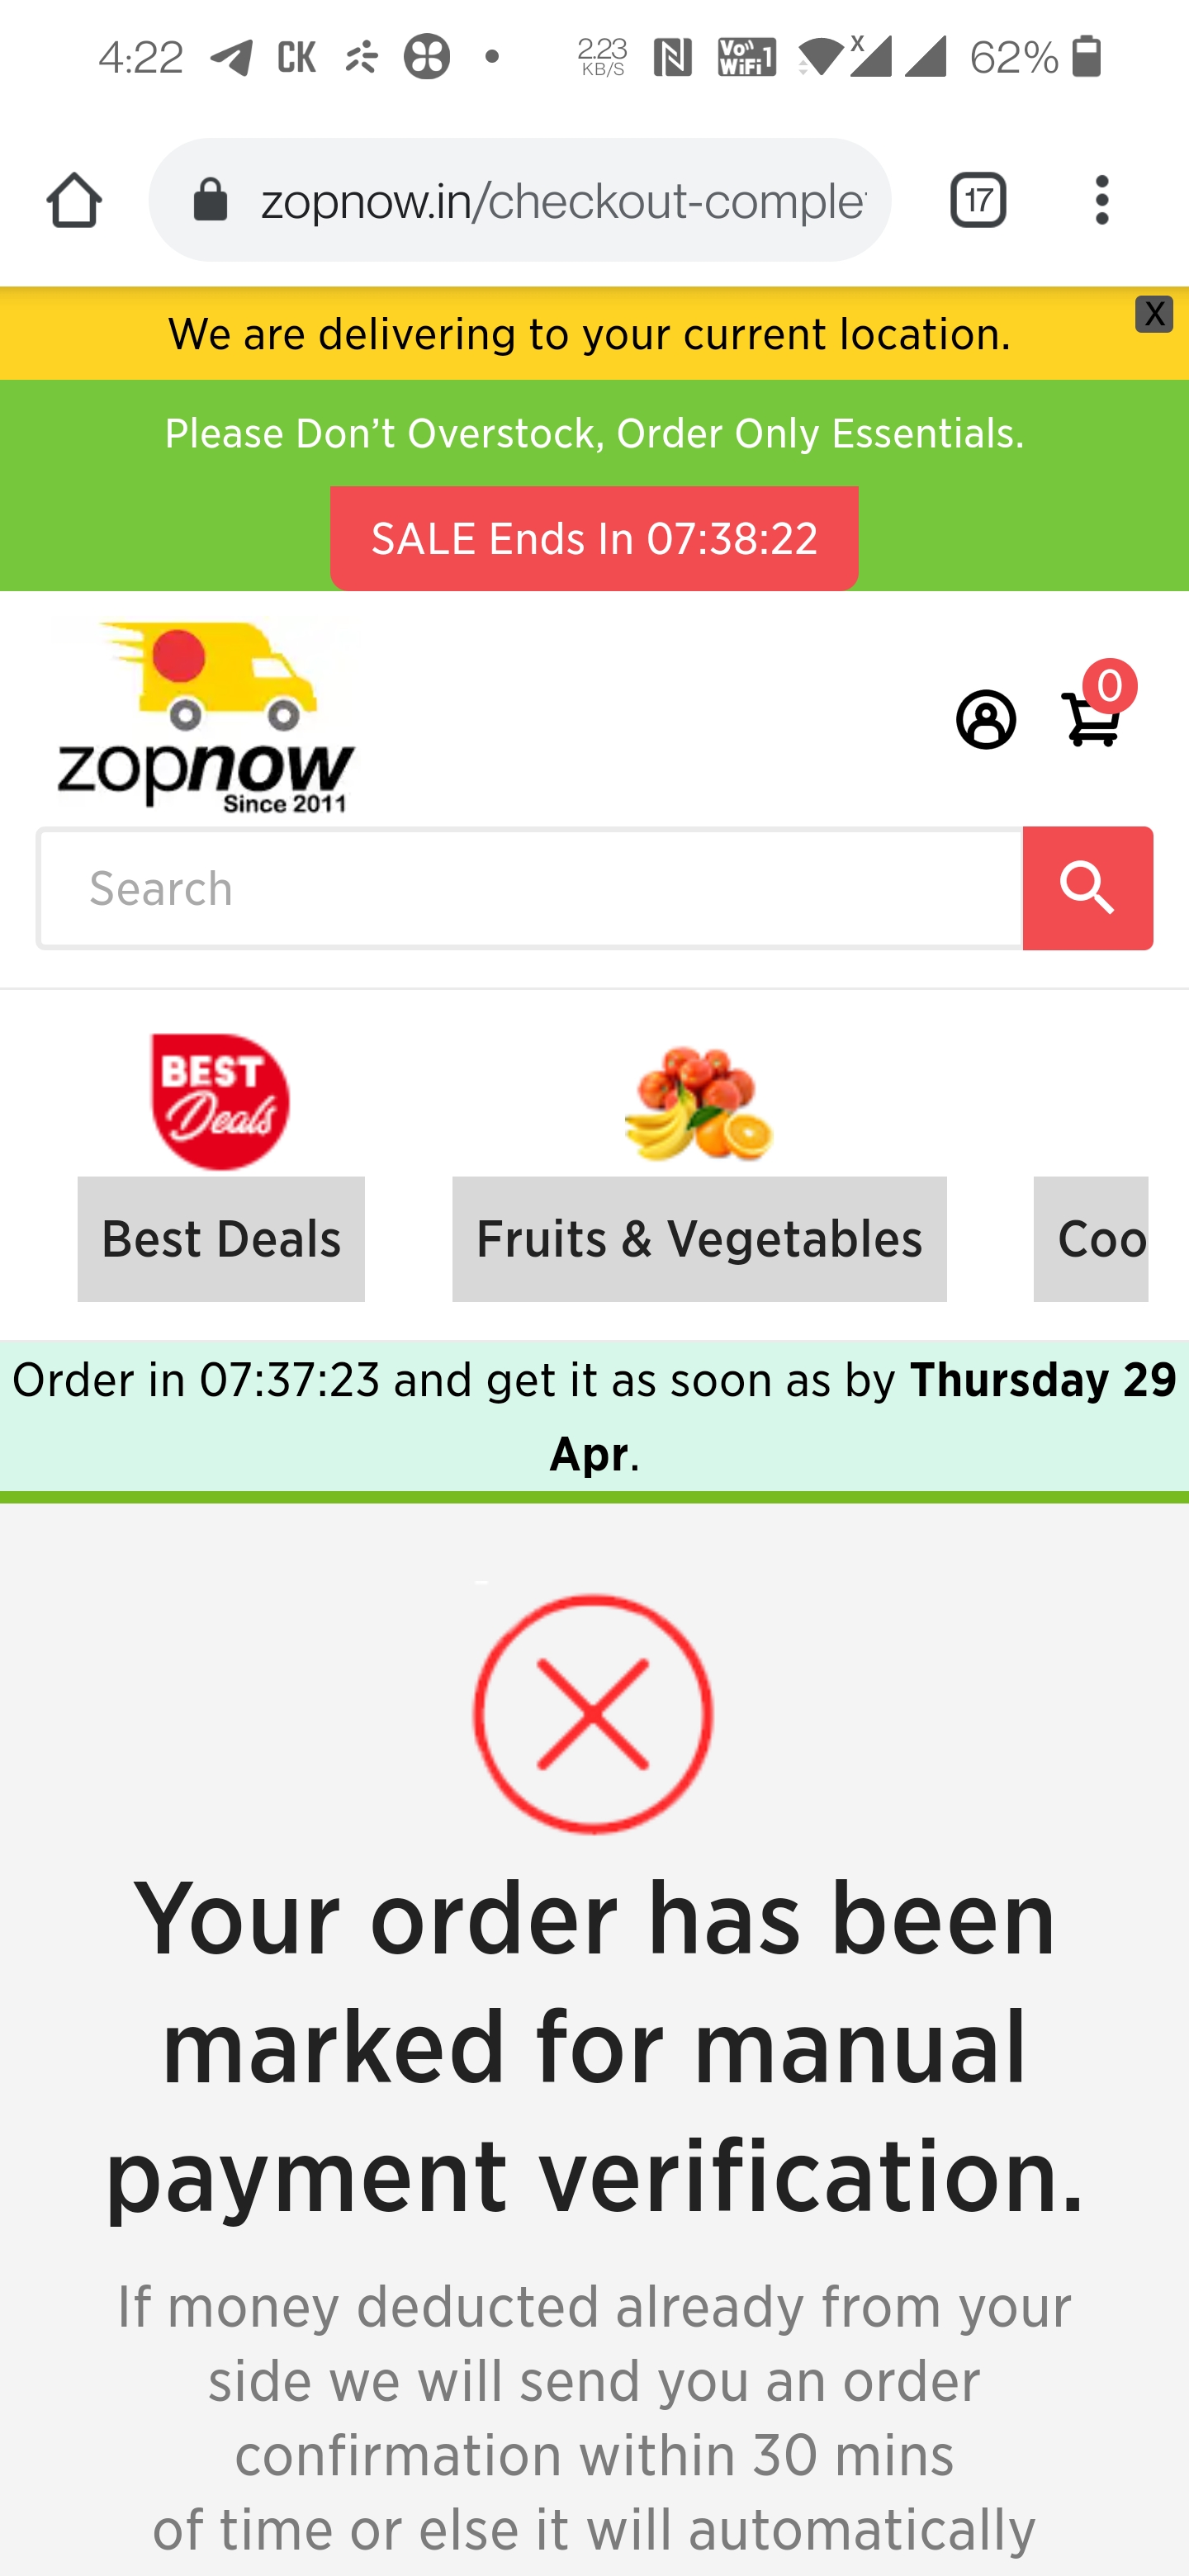 4:22 CK 2.23 KB/S Vo WiFi 1 X 62%
zopnow.in/checkout-comple
17
We are delivering to your current location.
X
Please Don’t Overstock, Order Only Essentials.
SALE Ends In 07:38:22
0
zopnow
Since 2011
Search
BEST
Deals
Best Deals Fruits & Vegetables Coo
Order in 07:37:23 and get it as soon as by Thursday 29
Apr.
Your order has been
marked for manual
payment verification.
If money deducted already from your
side we will send you an order
confirmation within 30 mins
of time or else it will automatically